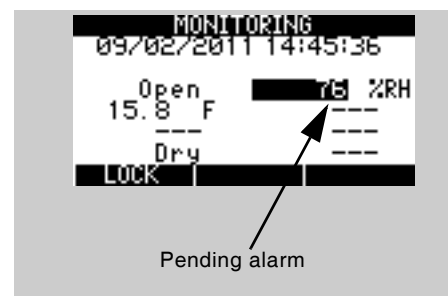 MONITORING
09/02/2011 14:45:36
Open 76 %RH
15.8 F ---
--- ---
Dry ---
LOCK
Pending alarm